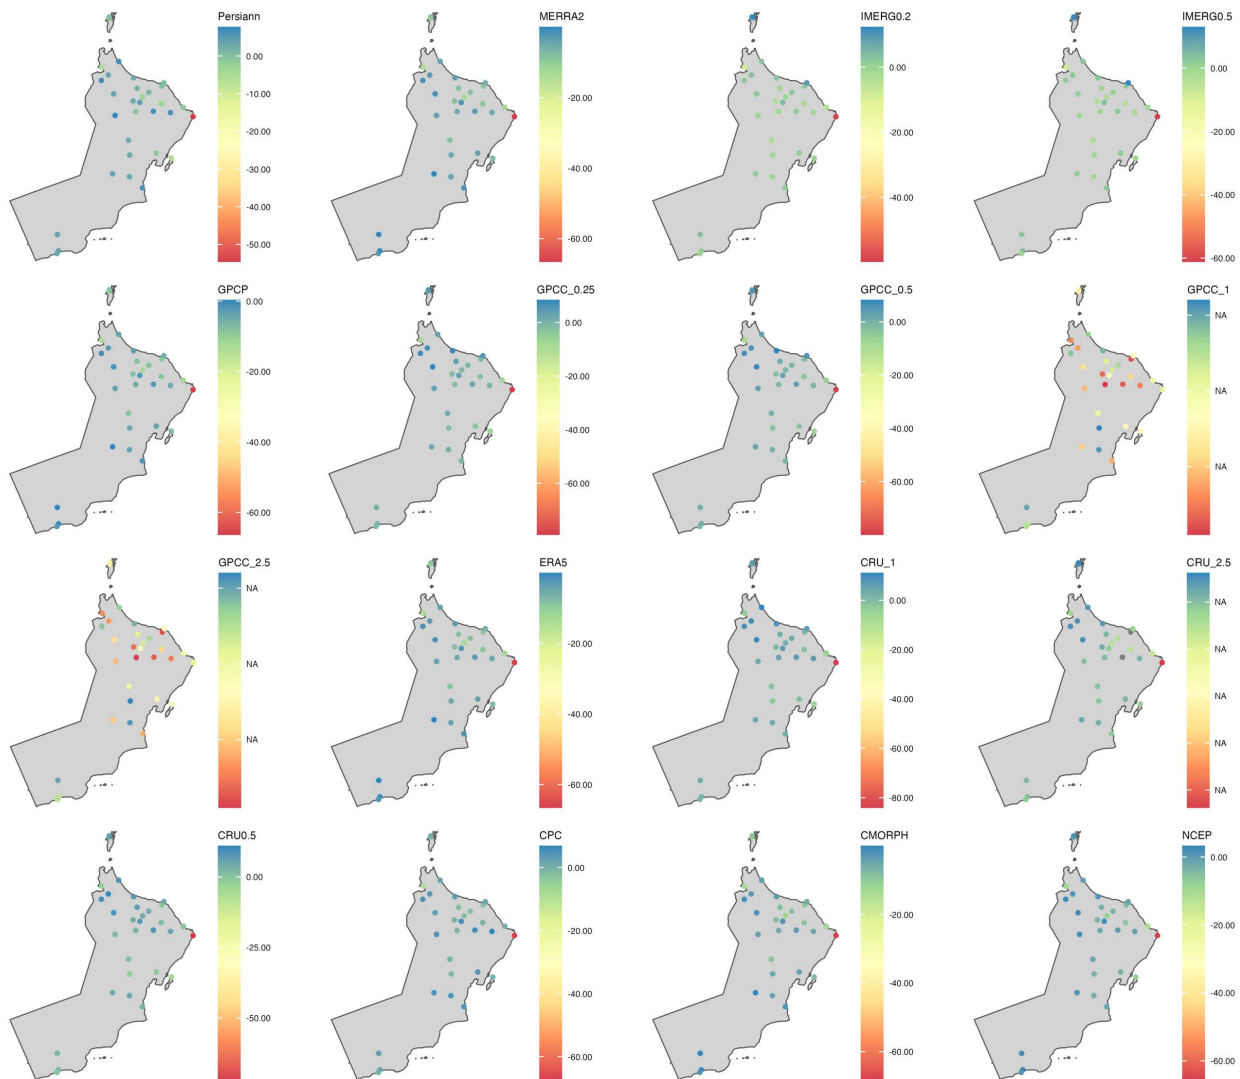 Persiann
0.00
-10.00
-20.00
-30.00
-40.00
-50.00
MERRA2
-20.00
-40.00
-60.00
IMERG0.2
0.00
-20.00
-40.00
IMERG0.5
0.00
-20.00
-40.00
-60.00
GPCP
0.00
-20.00
-40.00
-60.00
GPCC_0.25
0.00
-20.00
-40.00
-60.00
GPCC_0.5
0.00
-20.00
-40.00
-60.00
GPCC_1
NA
NA
NA
GPCC_2.5
NA
NA
NA
ERA5
-20.00
-40.00
-60.00
CRU_1
0.00
-20.00
-40.00
-60.00
-80.00
CRU_2.5
NA
NA
NA
NA
NA
CRU0.5
0.00
-25.00
-50.00
CPC
0.00
-20.00
-40.00
-60.00
CMORPH
-20.00
-40.00
-60.00
NCEP
0.00
-20.00
-40.00
-60.00